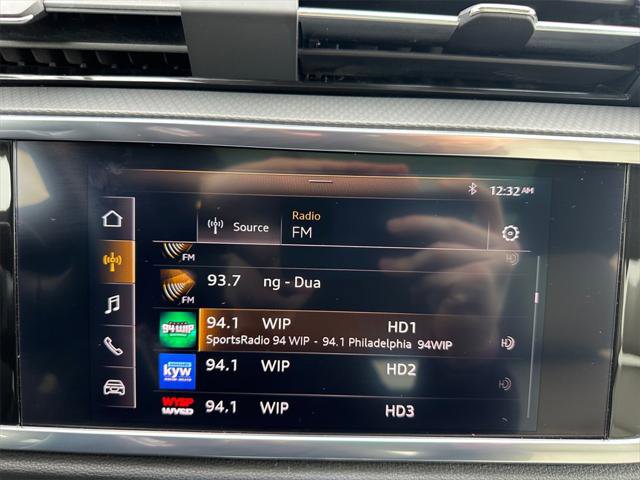 12:32 AM
Radio
Source FM
FM
93.7 ng - Dua
FM
94.1 WIP HD1
94WIP SportsRadio 94 WIP - 94.1 Philadelphia 94WIP
kyw 94.1 WIP HD2
94.1 WIP HD3